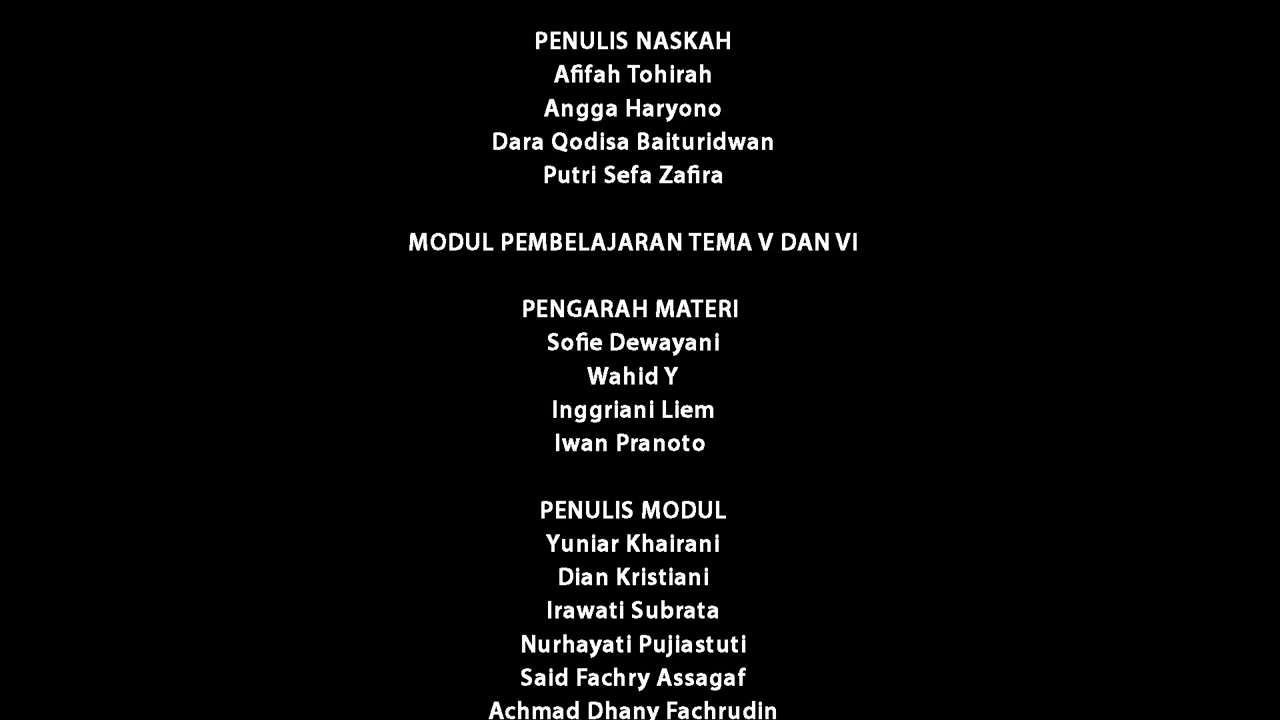 PENULIS NASKAH
Afifah Tohirah
Angga Haryono
Dara Qodisa Baituridwan
Putri Sefa Zafira
MODUL PEMBELAJARAN TEMA V DAN VI
PENGARAH MATERI
Sofie Dewayani
Wahid Y
Inggriani Liem
Iwan Pranoto
PENULIS MODUL
Yuniar Khairani
Dian Kristiani
Irawati Subrata
Nurhayati Pujiastuti
Said Fachry Assagaf
Achmad Dhany Fachrudin